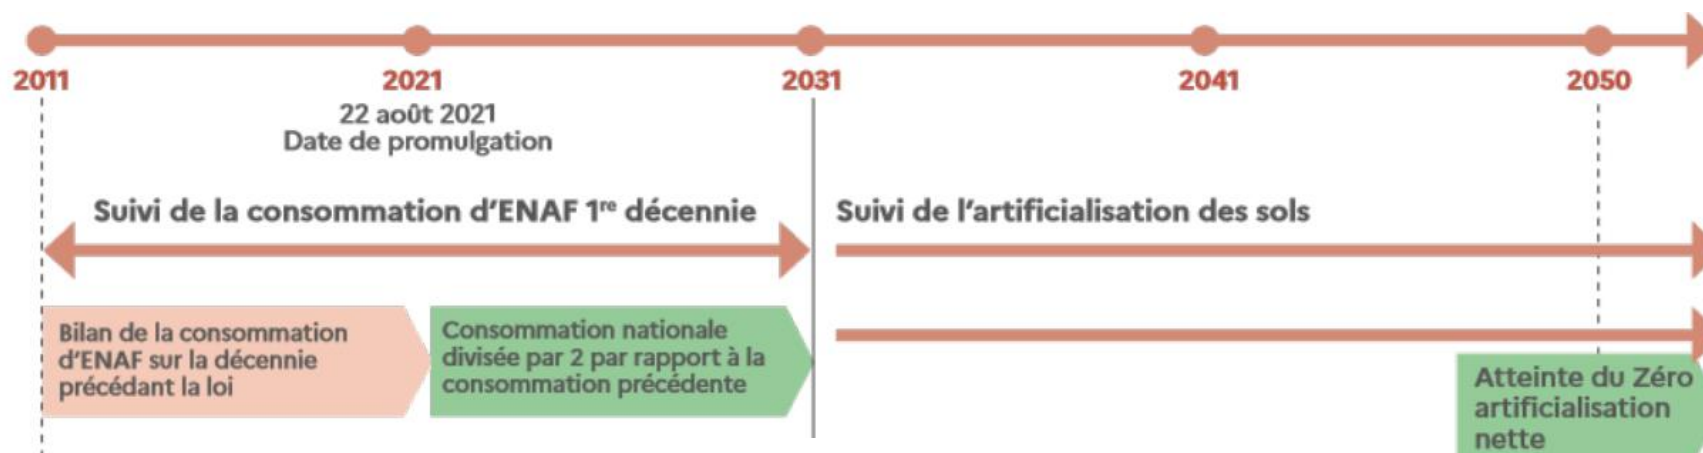 2011
2021
2031
2041
2050
22 août 2021
Date de promulgation
Suivi de la consommation d’ENAF 1re décennie
Suivi de l’artificialisation des sols
Bilan de la consommation
d’ENAF sur la décennie
précédant la loi
Consommation nationale
divisée par 2 par rapport à la
consommation précédente
Atteinte du Zéro
artificialisation
nette